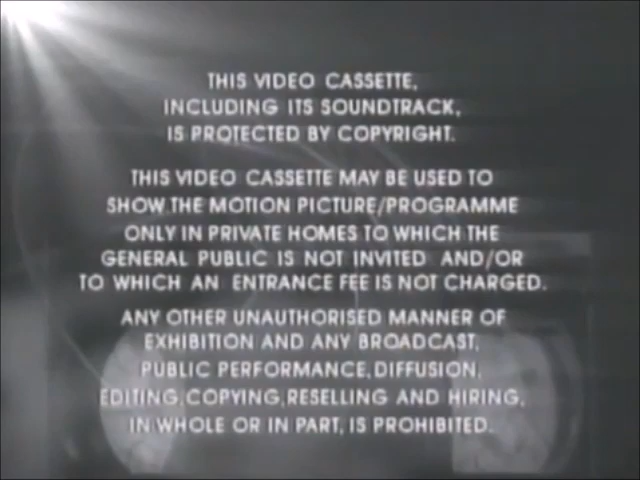 THIS VIDEO CASSETTE,
INCLUDING ITS SOUNDTRACK,
IS PROTECTED BY COPYRIGHT.
THIS VIDEO CASSETTE MAY BE USED TO
SHOW THE MOTION PICTURE/PROGRAMME
ONLY IN PRIVATE HOMES TO WHICH THE
GENERAL PUBLIC IS NOT INVITED AND/OR
TO WHICH AN ENTRANCE FEE IS NOT CHARGED.
ANY OTHER UNAUTHORISED MANNER OF
EXHIBITION AND ANY BROADCAST,
PUBLIC PERFORMANCE, DIFFUSION,
EDITING, COPYING, RESELLING AND HIRING,
IN WHOLE OR IN PART, IS PROHIBITED.